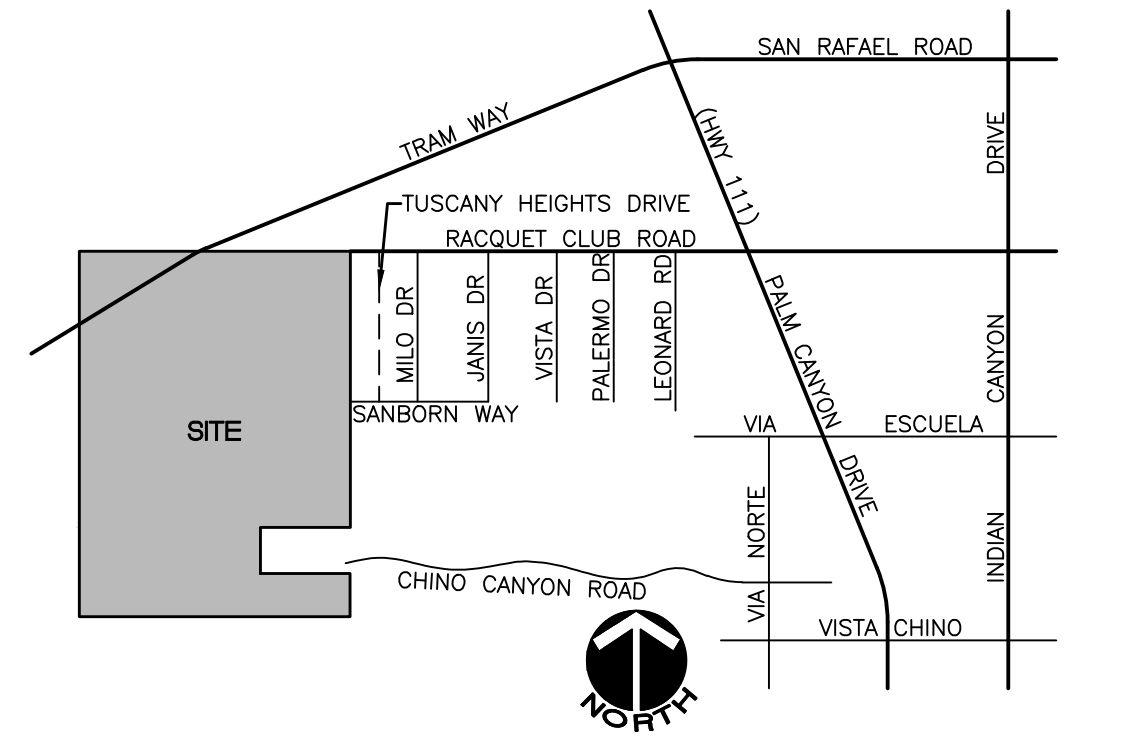 SAN RAFAEL ROAD
TRAM WAY
(HWY 111)
DRIVE
TUSCANY HEIGHTS DRIVE
RACQUET CLUB ROAD
MILO DR
JANIS DR
VISTA DR
PALERMO DR
LEONARD RD
PALM CANYON DRIVE
CANYON
SANBORN WAY
SITE
VIA ESCUELA
VIA NORTE
INDIAN
CHINO CANYON ROAD
VISTA CHINO
NORTH